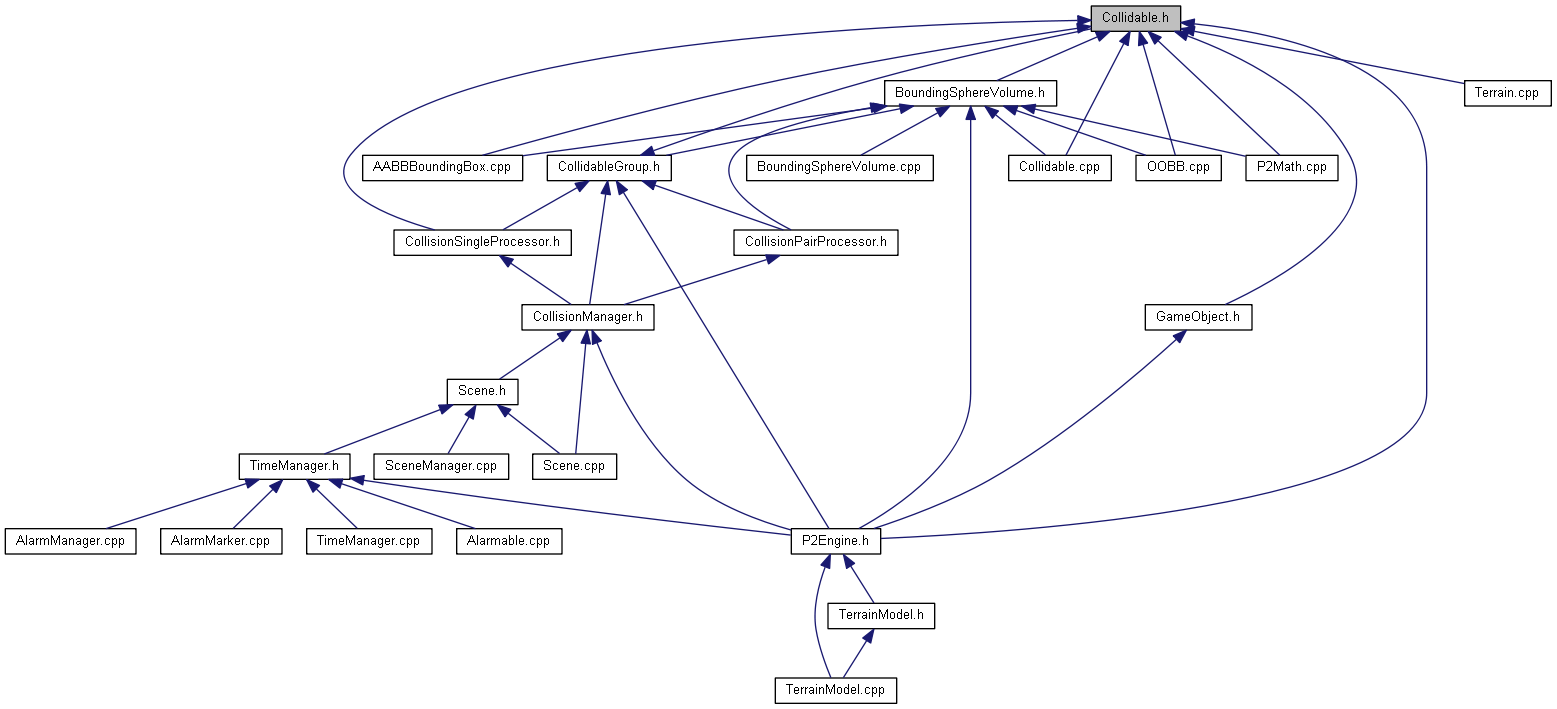 Collidable.h
BoundingSphereVolume.h
Terrain.cpp
AABBBoundingBox.cpp
CollidableGroup.h
BoundingSphereVolume.cpp
Collidable.cpp
OOBB.cpp
P2Math.cpp
CollisionSingleProcessor.h
CollisionPairProcessor.h
CollisionManager.h
GameObject.h
Scene.h
TimeManager.h
SceneManager.cpp
Scene.cpp
AlarmManager.cpp
AlarmMarker.cpp
TimeManager.cpp
Alarmable.cpp
P2Engine.h
TerrainModel.h
TerrainModel.cpp